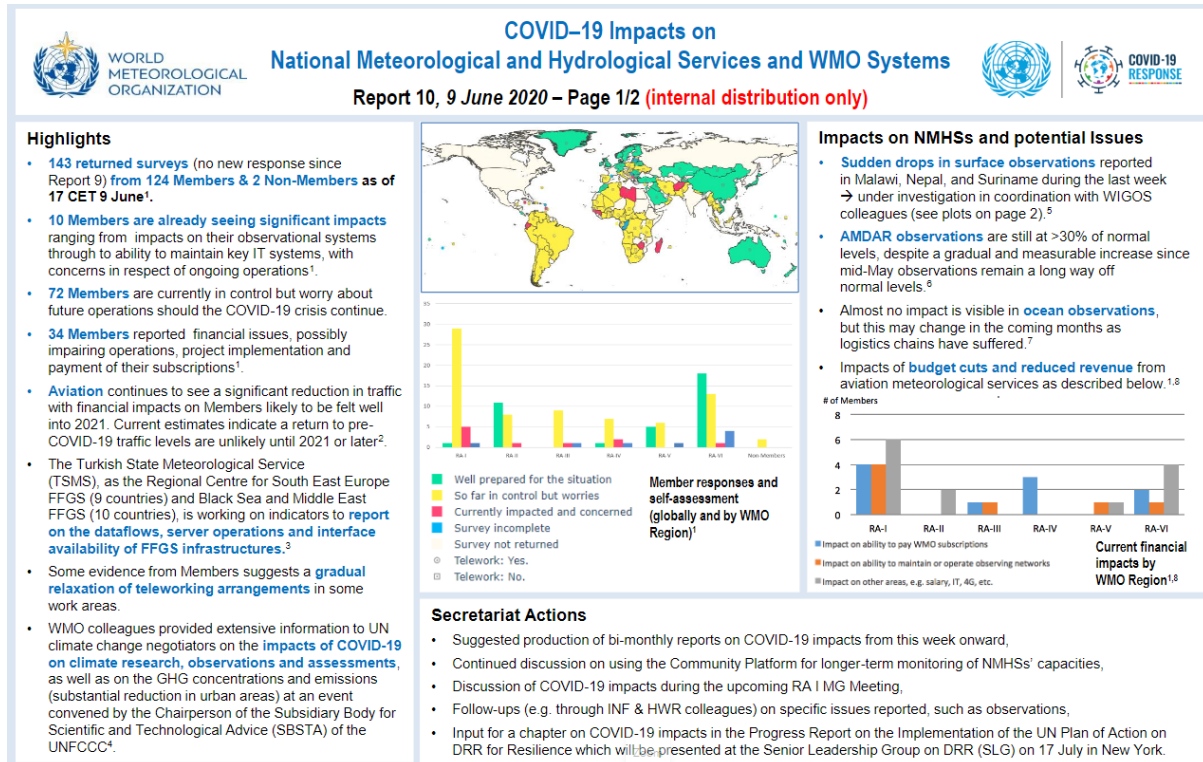 COVID–19 Impacts on
National Meteorological and Hydrological Services and WMO Systems
Report 10, 9 June 2020 – Page 1/2 (internal distribution only)
WORLD
METEOROLOGICAL
ORGANIZATION
COVID-19
RESPONSE
Highlights
• 143 returned surveys (no new response since
Report 9) from 124 Members & 2 Non-Members as of
17 CET 9 June1.
• 10 Members are already seeing significant impacts
ranging from impacts on their observational systems
through to ability to maintain key IT systems, with
concerns in respect of ongoing operations1.
• 72 Members are currently in control but worry about
future operations should the COVID-19 crisis continue.
• 34 Members reported financial issues, possibly
impairing operations, project implementation and
payment of their subscriptions1.
• Aviation continues to see a significant reduction in traffic
with financial impacts on Members likely to be felt well
into 2021. Current estimates indicate a return to pre-
COVID-19 traffic levels are unlikely until 2021 or later2.
• The Turkish State Meteorological Service
(TSMS), as the Regional Centre for South East Europe
FFGS (9 countries) and Black Sea and Middle East
FFGS (10 countries), is working on indicators to report
on the dataflows, server operations and interface
availability of FFGS infrastructures.3
• Some evidence from Members suggests a gradual
relaxation of teleworking arrangements in some
work areas.
• WMO colleagues provided extensive information to UN
climate change negotiators on the impacts of COVID-19
on climate research, observations and assessments,
as well as on the GHG concentrations and emissions
(substantial reduction in urban areas) at an event
convened by the Chairperson of the Subsidiary Body for
Scientific and Technological Advice (SBSTA) of the
UNFCCC4.
35
30
25
20
15
10
5
0
RA-I RA-II RA-III RA-IV RA-V RA-VI Non-Members
Well prepared for the situation
So far in control but worries
Currently impacted and concerned
Survey incomplete
Survey not returned
Telework: Yes.
Telework: No.
Member responses and
self-assessment
(globally and by WMO
Region)1
Impacts on NMHSs and potential Issues
• Sudden drops in surface observations reported
in Malawi, Nepal, and Suriname during the last week
→ under investigation in coordination with WIGOS
colleagues (see plots on page 2).5
• AMDAR observations are still at >30% of normal
levels, despite a gradual and measurable increase since
mid-May observations remain a long way off
normal levels.6
• Almost no impact is visible in ocean observations,
but this may change in the coming months as
logistics chains have suffered.7
• Impacts of budget cuts and reduced revenue from
aviation meteorological services as described below.1,8
# of Members
8
6
4
2
0
RA-I RA-II RA-III RA-IV RA-V RA-VI
Impact on ability to pay WMO subscriptions
Impact on ability to maintain or operate observing networks
Impact on other areas, e.g. salary, IT, 4G, etc.
Current financial
impacts by
WMO Region1,8
Secretariat Actions
• Suggested production of bi-monthly reports on COVID-19 impacts from this week onward,
• Continued discussion on using the Community Platform for longer-term monitoring of NMHSs' capacities,
• Discussion of COVID-19 impacts during the upcoming RA I MG Meeting,
• Follow-ups (e.g. through INF & HWR colleagues) on specific issues reported, such as observations,
• Input for a chapter on COVID-19 impacts in the Progress Report on the Implementation of the UN Plan of Action on
DRR for Resilience which will be presented at the Senior Leadership Group on DRR (SLG) on 17 July in New York.